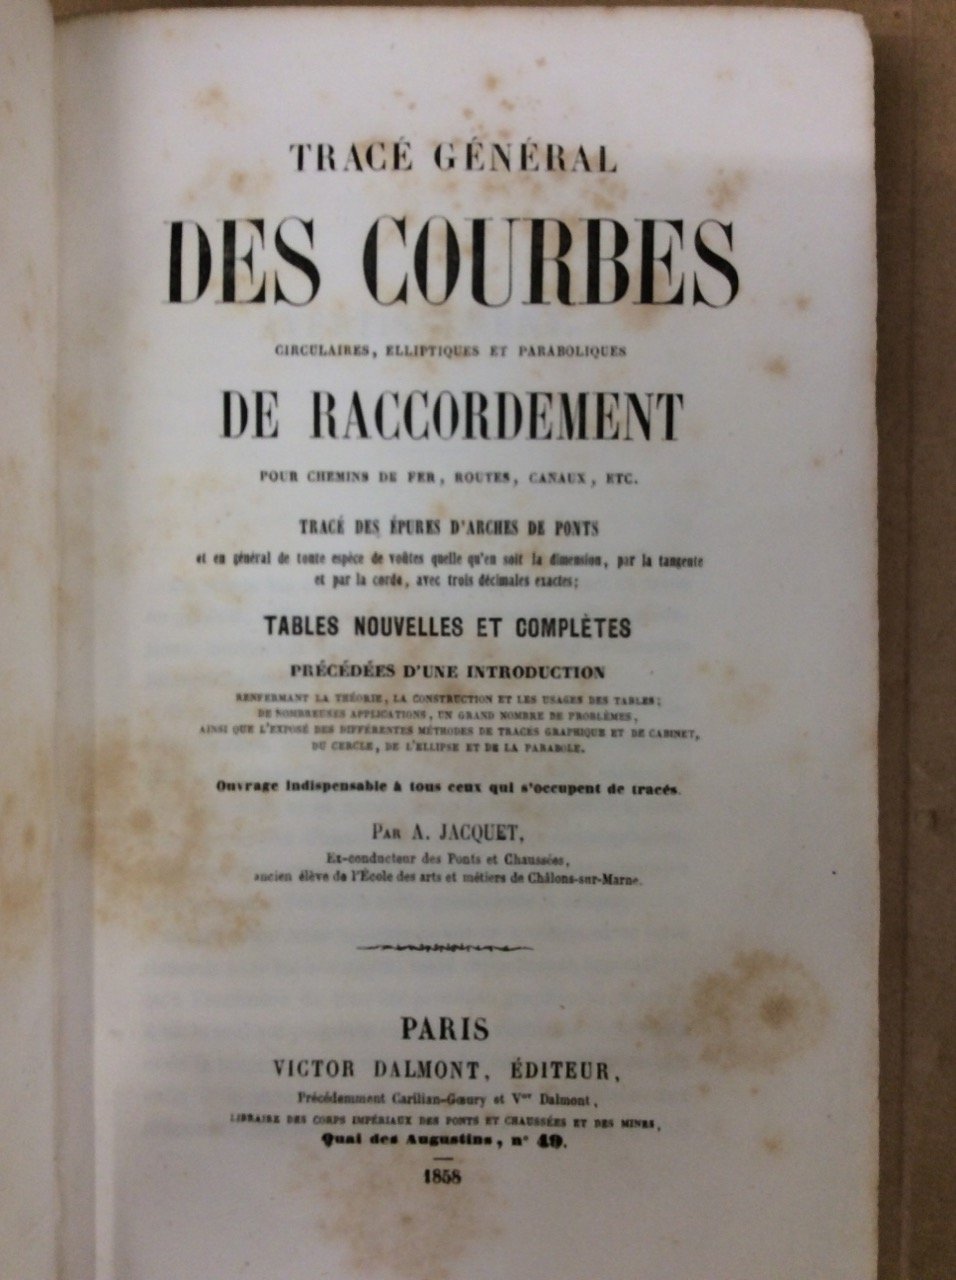 TRACÉ GÉNÉRAL
DES COURBES
CIRCULAIRES, ELLIPTIQUES ET PARABOLIQUES
DE RACCORDEMENT
POUR CHEMINS DE FER, ROUTES, CANAUX, ETC.
TRACÉ DES ÉPURES D'ARCHES DE PONTS
et en général de toute espèce de voûtes quelle qu'en soit la dimension, par la tangente
et par la corde, avec trois décimales exactes;
TABLES NOUVELLES ET COMPLÈTES
PRÉCÉDÉES D'UNE INTRODUCTION
RENFERMANT LA THÉORIE, LA CONSTRUCTION ET LES USAGES DES TABLES;
DE NOMBREUSES APPLICATIONS, UN GRAND NOMBRE DE PROBLÈMES,
AINSI QUE L'EXPOSÉ DES DIFFÉRENTES MÉTHODES DE TRACÉS GRAPHIQUE ET DE CABINET,
DU CERCLE, DE L'ELLIPSE ET DE LA PARABOLE.
Ouvrage indispensable à tous ceux qui s'occupent de tracés.
PAR A. JACQUET,
Ex-conducteur des Ponts et Chaussées,
ancien élève de l'École des arts et métiers de Châlons-sur-Marne.
PARIS
VICTOR DALMONT, ÉDITEUR,
Précédemment Carilian-Gœury et Vor Dalmont,
LIBRAIRE DES CORPS IMPÉRIAUX DES PONTS ET CHAUSSÉES ET DES MINES,
Quai des Augustins, n° 49.
1858